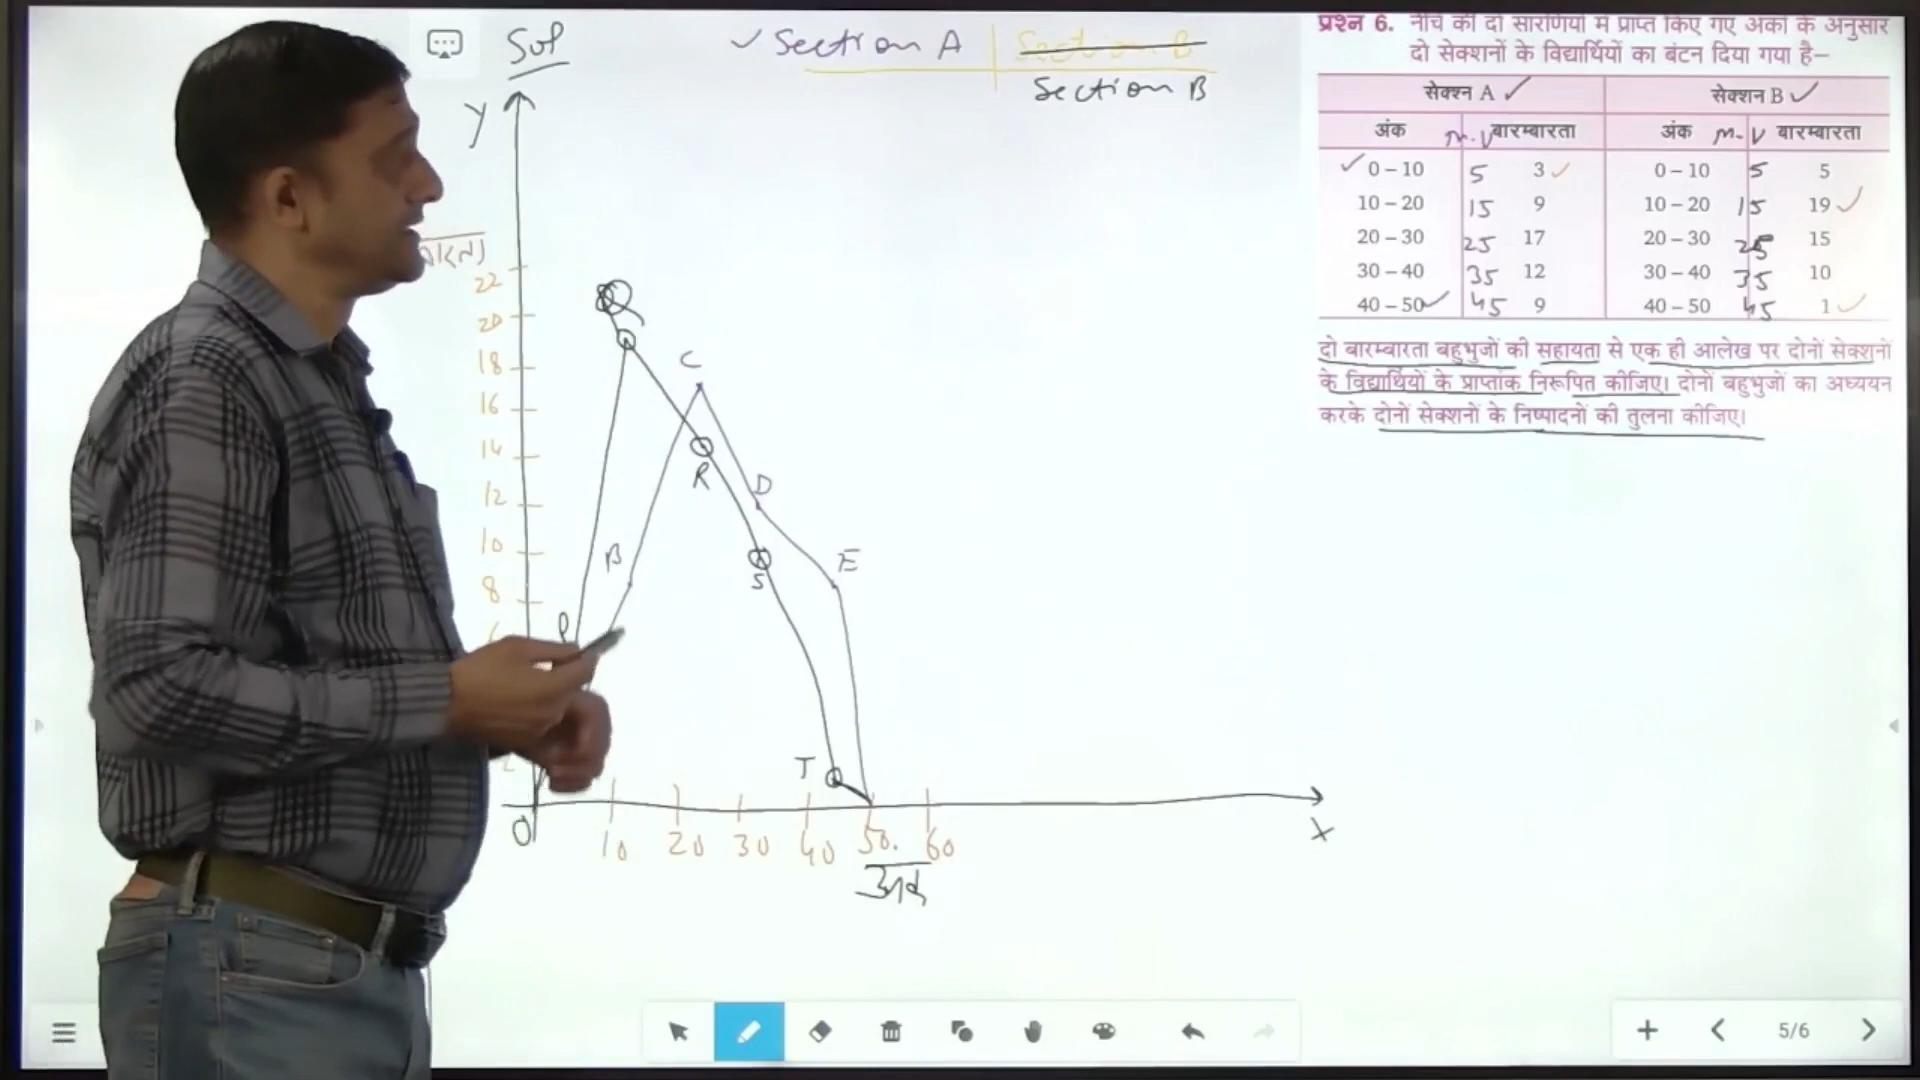 Sol
✓ Section A
Section B
Section B
Y
22
20
18
16
14
12
10
8
6
2
Q
C
R
D
B
S
E
P
T
O
10 20 30 40 50. 60
X
अंक
प्रश्न 6. नीचे की दो सारणियों में प्राप्त किए गए अंकों के अनुसार
दो सेक्शनों के विद्यार्थियों का बंटन दिया गया है—
सेक्शन A ✓ सेक्शन B ✓
अंक M.V बारम्बारता अंक M.V बारम्बारता
✓ 0 – 10 5 3 ✓ 0 – 10 5 5
10 – 20 15 9 10 – 20 15 19 ✓
20 – 30 25 17 20 – 30 25 15
30 – 40 35 12 30 – 40 35 10
40 – 50 ✓ 45 9 40 – 50 45 1 ✓
दो बारम्बारता बहुभुजों की सहायता से एक ही आलेख पर दोनों सेक्शनों
के विद्यार्थियों के प्राप्तांक निरूपित कीजिए। दोनों बहुभुजों का अध्ययन
करके दोनों सेक्शनों के निष्पादनों की तुलना कीजिए।
5/6